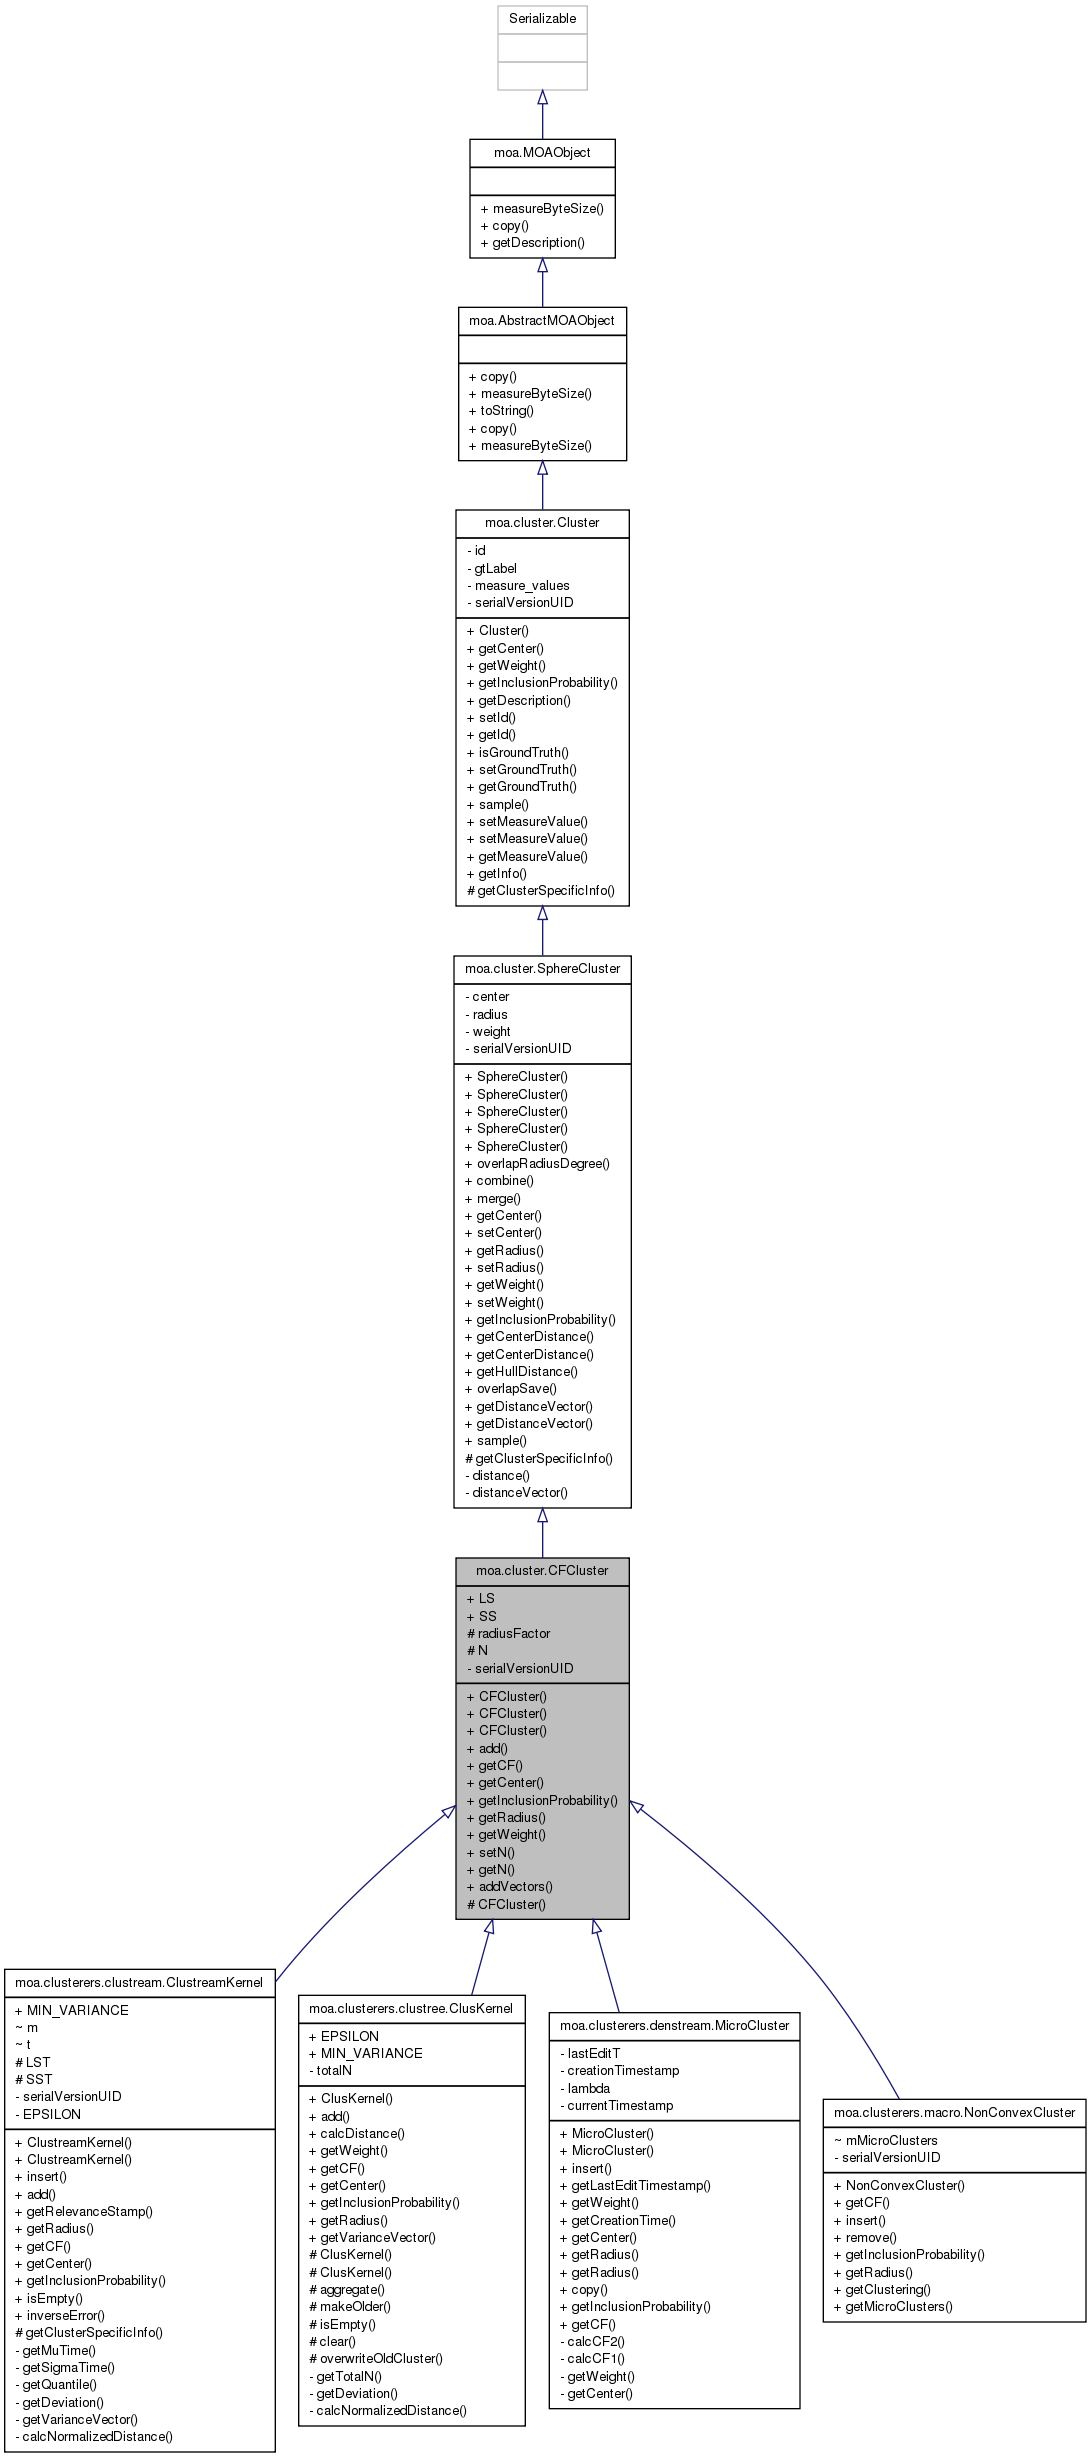 Serializable
moa.MOAObject
+ measureByteSize()
+ copy()
+ getDescription()
moa.AbstractMOAObject
+ copy()
+ measureByteSize()
+ toString()
+ copy()
+ measureByteSize()
moa.cluster.Cluster
- id
- gtLabel
- measure_values
- serialVersionUID
+ Cluster()
+ getCenter()
+ getWeight()
+ getInclusionProbability()
+ getDescription()
+ setId()
+ getId()
+ isGroundTruth()
+ setGroundTruth()
+ getGroundTruth()
+ sample()
+ setMeasureValue()
+ setMeasureValue()
+ getMeasureValue()
+ getInfo()
# getClusterSpecificInfo()
moa.cluster.SphereCluster
- center
- radius
- weight
- serialVersionUID
+ SphereCluster()
+ SphereCluster()
+ SphereCluster()
+ SphereCluster()
+ SphereCluster()
+ overlapRadiusDegree()
+ combine()
+ merge()
+ getCenter()
+ setCenter()
+ getRadius()
+ setRadius()
+ getWeight()
+ setWeight()
+ getInclusionProbability()
+ getCenterDistance()
+ getCenterDistance()
+ getHullDistance()
+ overlapSave()
+ getDistanceVector()
+ getDistanceVector()
+ sample()
# getClusterSpecificInfo()
- distance()
- distanceVector()
moa.cluster.CFCluster
+ LS
+ SS
# radiusFactor
# N
- serialVersionUID
+ CFCluster()
+ CFCluster()
+ CFCluster()
+ add()
+ getCF()
+ getCenter()
+ getInclusionProbability()
+ getRadius()
+ getWeight()
+ setN()
+ getN()
+ addVectors()
# CFCluster()
moa.clusterers.clustream.ClustreamKernel
+ MIN_VARIANCE
~ m
~ t
# LST
# SST
- serialVersionUID
- EPSILON
+ ClustreamKernel()
+ ClustreamKernel()
+ insert()
+ add()
+ getRelevanceStamp()
+ getRadius()
+ getCF()
+ getCenter()
+ getInclusionProbability()
+ isEmpty()
+ inverseError()
# getClusterSpecificInfo()
- getMuTime()
- getSigmaTime()
- getQuantile()
- getDeviation()
- getVarianceVector()
- calcNormalizedDistance()
moa.clusterers.clustree.ClusKernel
+ EPSILON
+ MIN_VARIANCE
- totalN
+ ClusKernel()
+ add()
+ calcDistance()
+ getWeight()
+ getCF()
+ getCenter()
+ getInclusionProbability()
+ getRadius()
+ getVarianceVector()
# ClusKernel()
# ClusKernel()
# aggregate()
# makeOlder()
# isEmpty()
# clear()
# overwriteOldCluster()
- getTotalN()
- getDeviation()
- calcNormalizedDistance()
moa.clusterers.denstream.MicroCluster
- lastEditT
- creationTimestamp
- lambda
- currentTimestamp
+ MicroCluster()
+ MicroCluster()
+ insert()
+ getLastEditTimestamp()
+ getWeight()
+ getCreationTime()
+ getCenter()
+ getRadius()
+ getRadius()
+ copy()
+ getInclusionProbability()
+ getCF()
- calcCF2()
- calcCF1()
- getWeight()
- getCenter()
moa.clusterers.macro.NonConvexCluster
~ mMicroClusters
- serialVersionUID
+ NonConvexCluster()
+ getCF()
+ insert()
+ remove()
+ getInclusionProbability()
+ getRadius()
+ getClustering()
+ getMicroClusters()